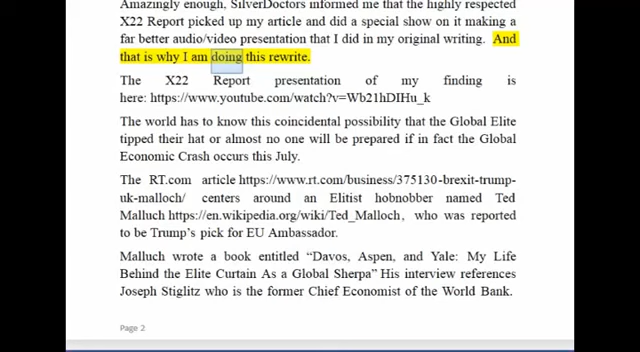 Amazingly enough, SilverDoctors informed me that the highly respected
X22 Report picked up my article and did a special show on it making a
far better audio/video presentation that I did in my original writing. And
that is why I am doing this rewrite.
The X22 Report presentation of my finding is
here: https://www.youtube.com/watch?v=Wb21hDIHu_k
The world has to know this coincidental possibility that the Global Elite
tipped their hat or almost no one will be prepared if in fact the Global
Economic Crash occurs this July.
The RT.com article https://www.rt.com/business/375130-brexit-trump-
uk-malloch/ centers around an Elitist hobnobber named Ted
Malluch https://en.wikipedia.org/wiki/Ted_Malloch, who was reported
to be Trump's pick for EU Ambassador.
Malluch wrote a book entitled “Davos, Aspen, and Yale: My Life
Behind the Elite Curtain As a Global Sherpa” His interview references
Joseph Stiglitz who is the former Chief Economist of the World Bank.
Page 2